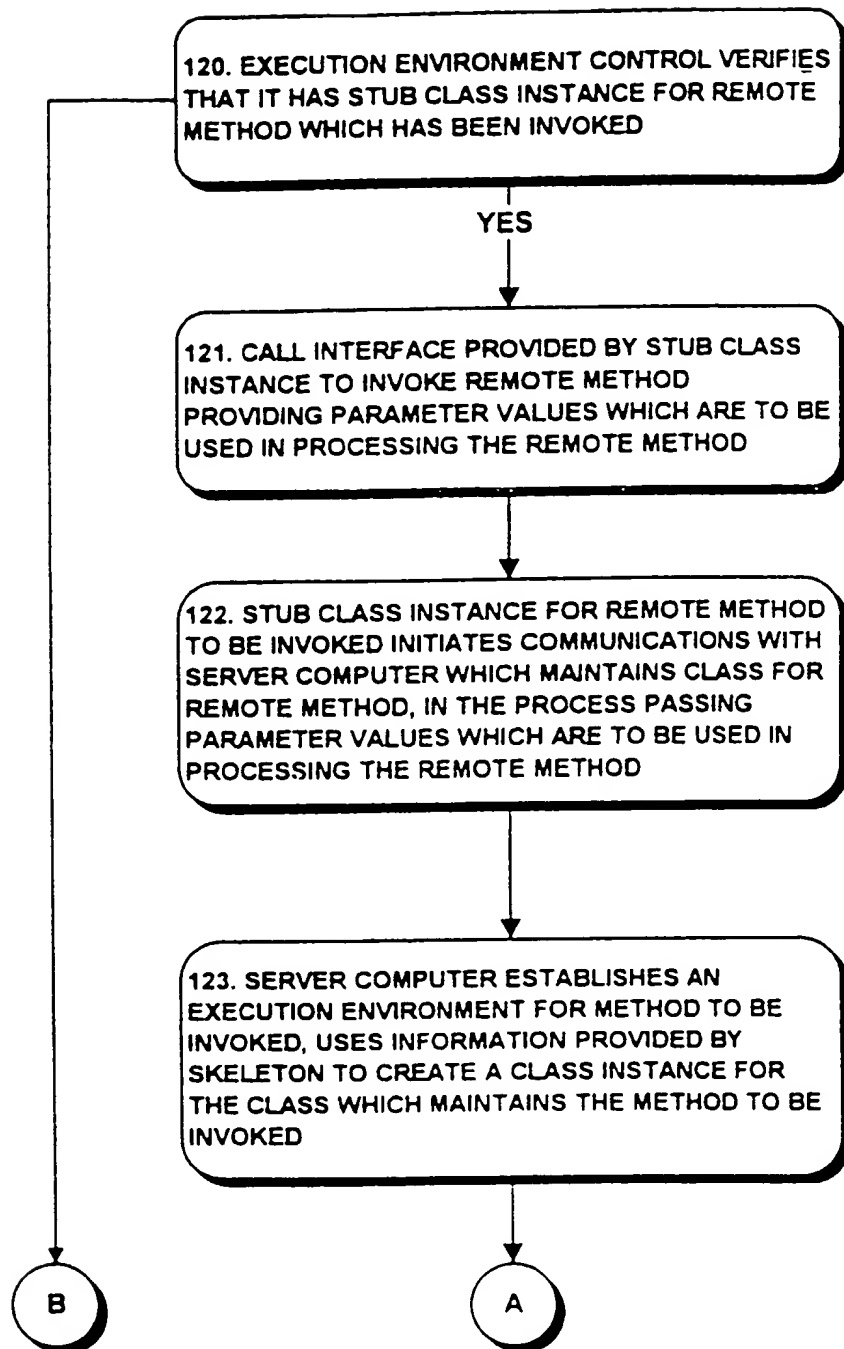 120. EXECUTION ENVIRONMENT CONTROL VERIFIES
THAT IT HAS STUB CLASS INSTANCE FOR REMOTE
METHOD WHICH HAS BEEN INVOKED
YES
121. CALL INTERFACE PROVIDED BY STUB CLASS
INSTANCE TO INVOKE REMOTE METHOD
PROVIDING PARAMETER VALUES WHICH ARE TO BE
USED IN PROCESSING THE REMOTE METHOD
122. STUB CLASS INSTANCE FOR REMOTE METHOD
TO BE INVOKED INITIATES COMMUNICATIONS WITH
SERVER COMPUTER WHICH MAINTAINS CLASS FOR
REMOTE METHOD, IN THE PROCESS PASSING
PARAMETER VALUES WHICH ARE TO BE USED IN
PROCESSING THE REMOTE METHOD
123. SERVER COMPUTER ESTABLISHES AN
EXECUTION ENVIRONMENT FOR METHOD TO BE
INVOKED, USES INFORMATION PROVIDED BY
SKELETON TO CREATE A CLASS INSTANCE FOR
THE CLASS WHICH MAINTAINS THE METHOD TO BE
INVOKED
B
A